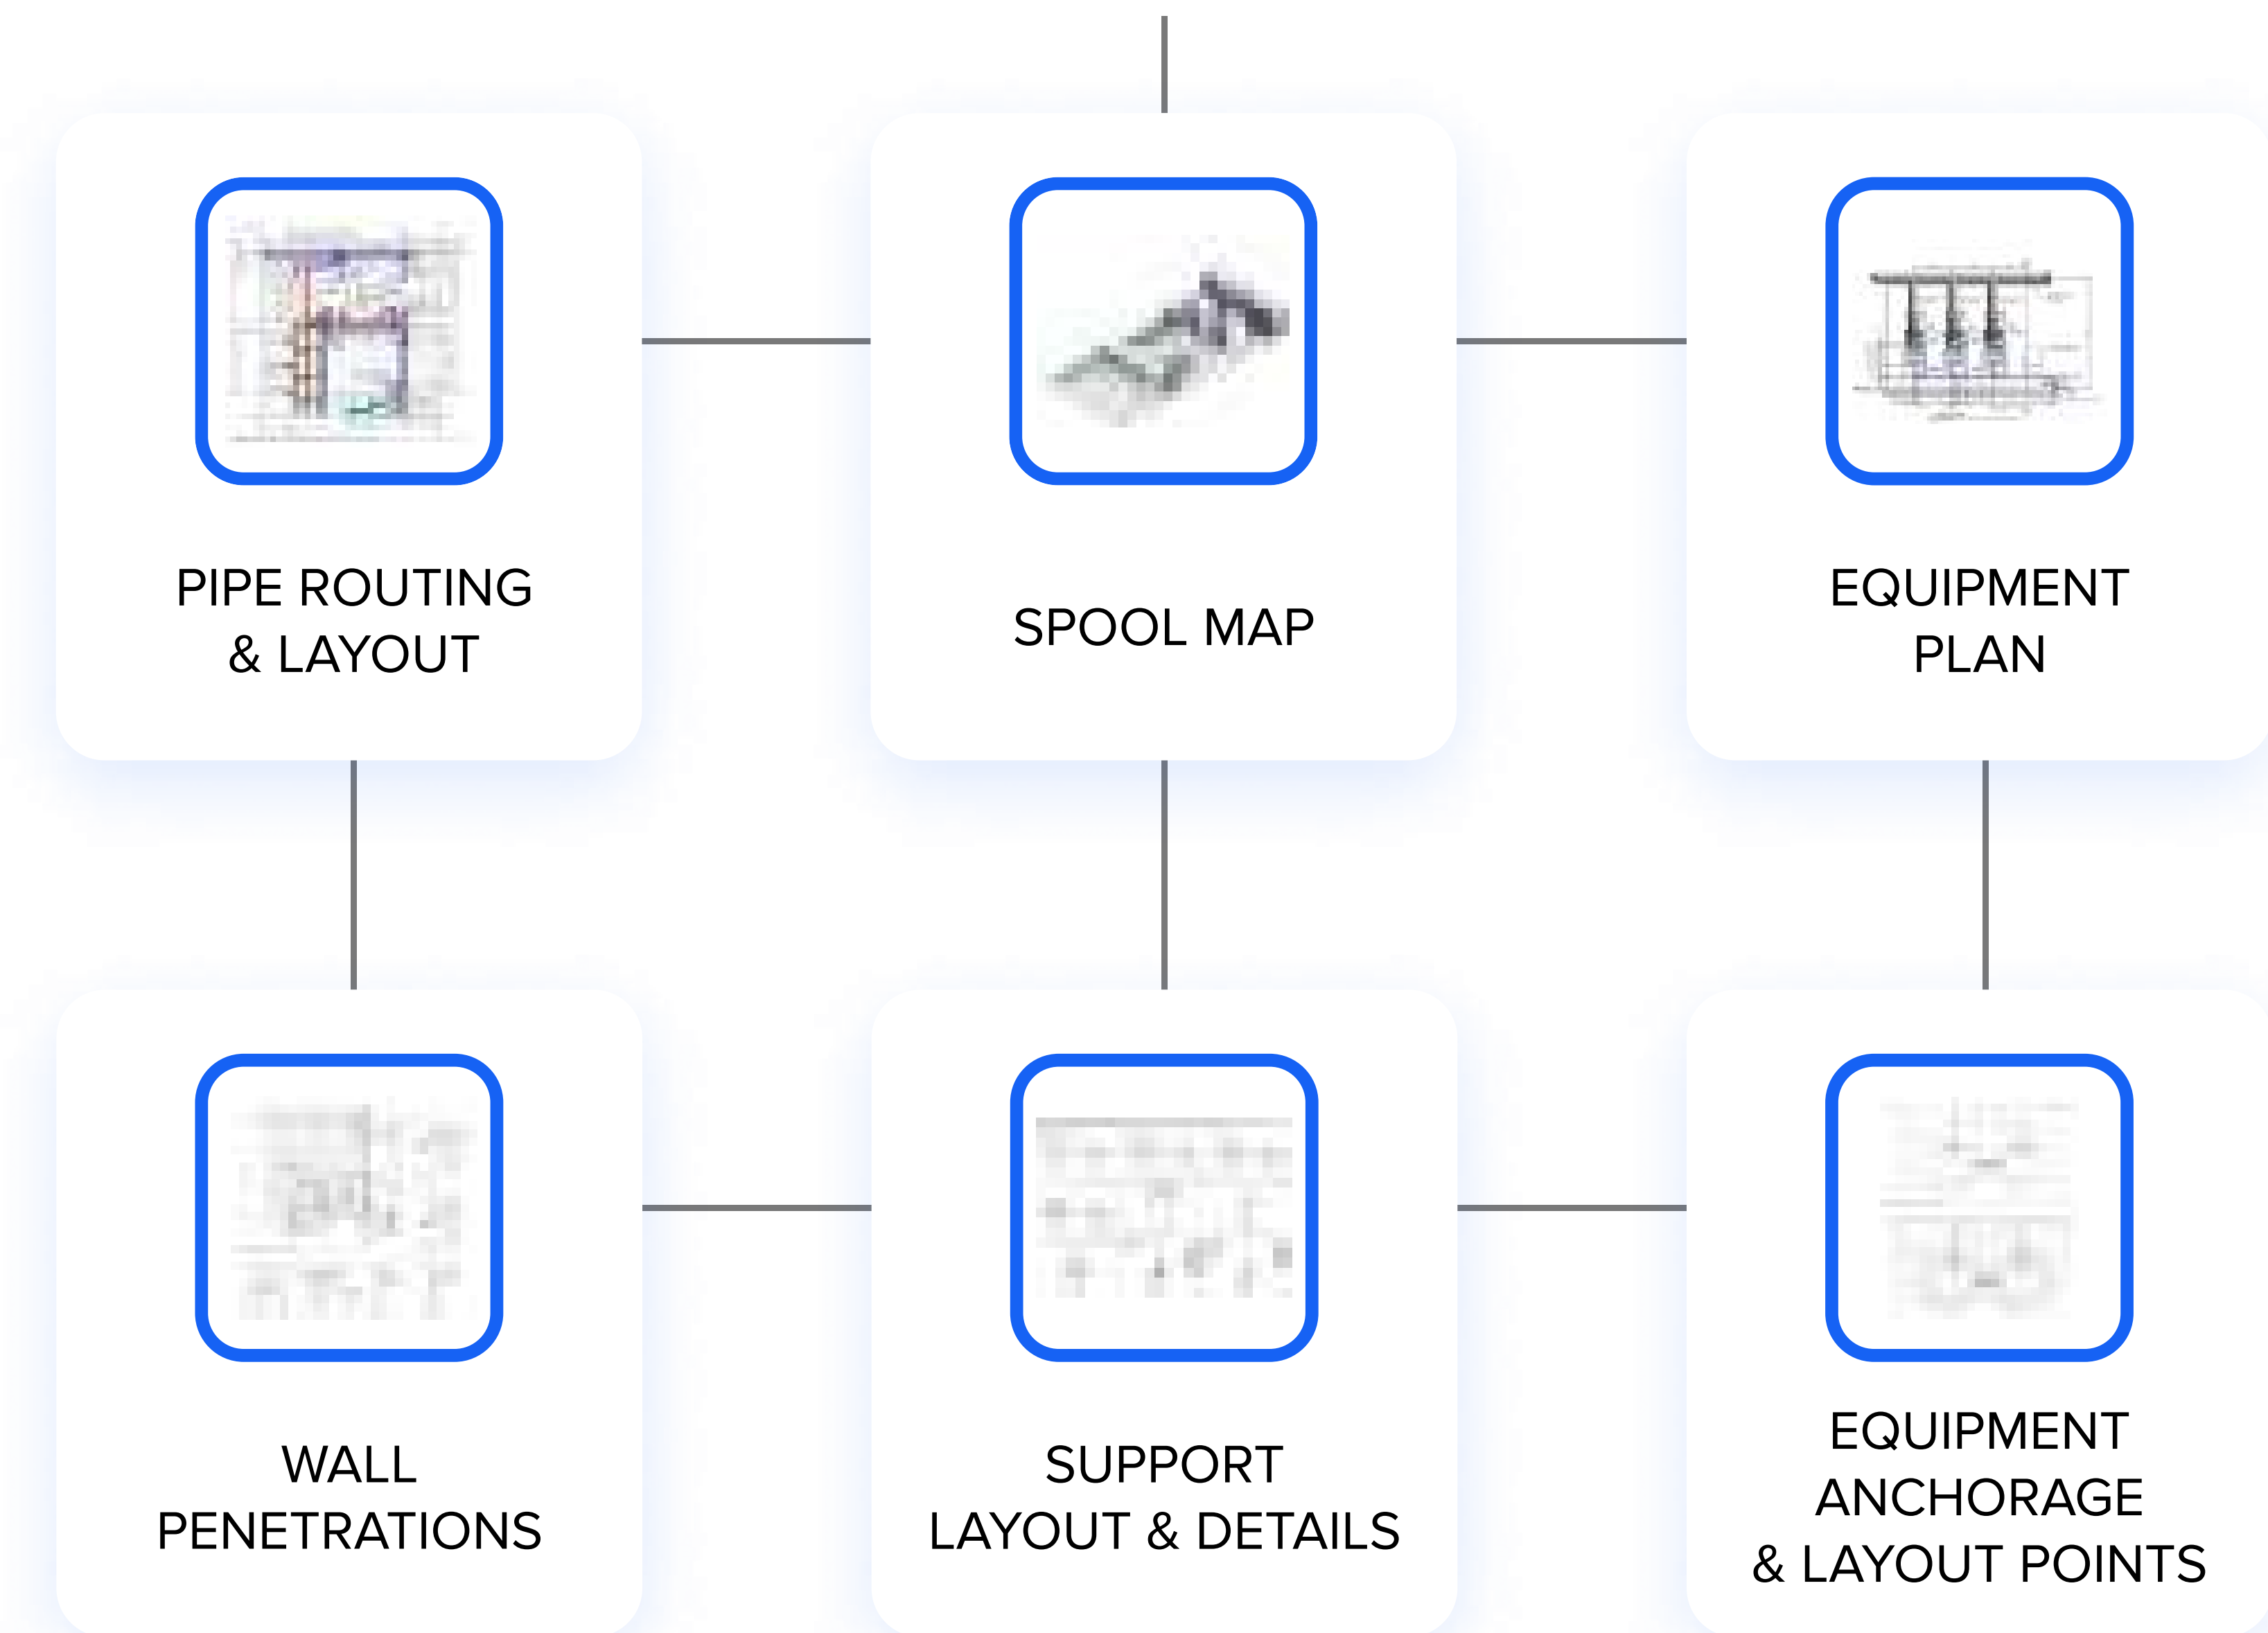 PIPE ROUTING
& LAYOUT
SPOOL MAP
EQUIPMENT
PLAN
WALL
PENETRATIONS
SUPPORT
LAYOUT & DETAILS
EQUIPMENT
ANCHORAGE
& LAYOUT POINTS